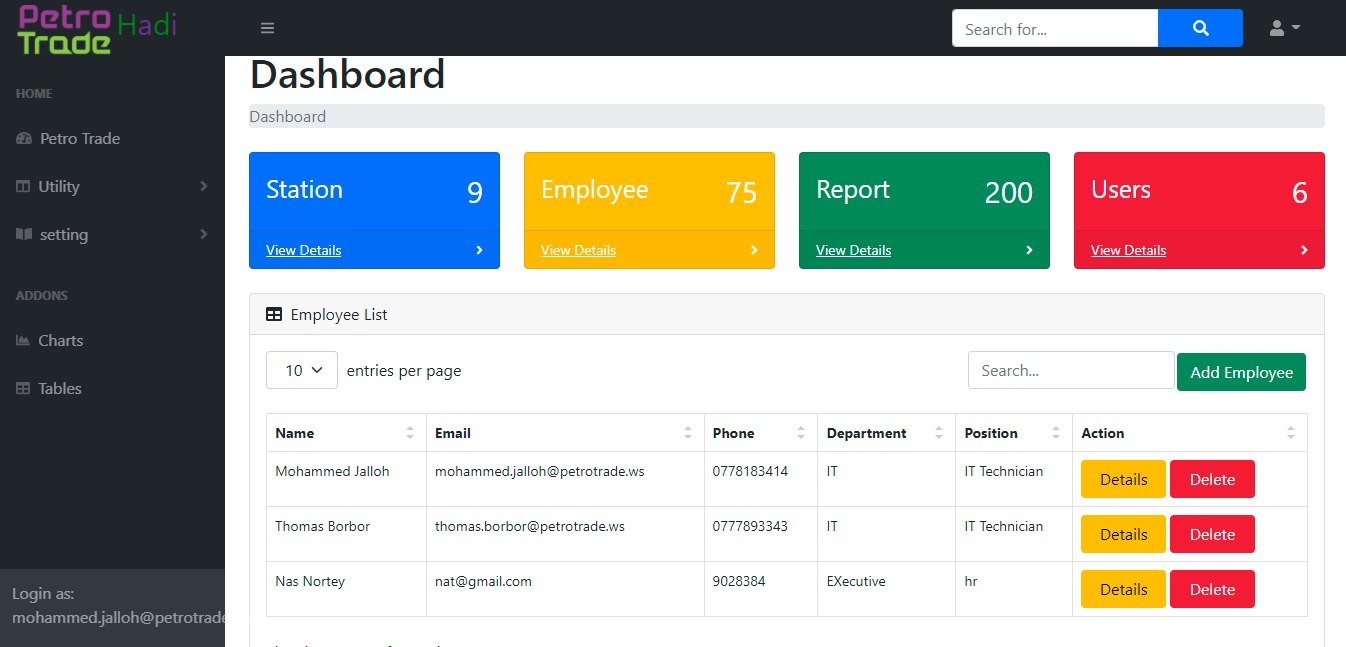 Petro
Trade
Hadi
Search for...
HOME
Petro Trade
Utility
setting
ADDONS
Charts
Tables
Login as:
mohammed.jalloh@petrotrade
Dashboard
Dashboard
Station 9
View Details
Employee 75
View Details
Report 200
View Details
Users 6
View Details
Employee List
10 entries per page
Search...
Add Employee
Name Email Phone Department Position Action
Mohammed Jalloh mohammed.jalloh@petrotrade.ws 0778183414 IT IT Technician Details Delete
Thomas Borbor thomas.borbor@petrotrade.ws 0777893343 IT IT Technician Details Delete
Nas Nortey nat@gmail.com 9028384 EXecutive hr Details Delete